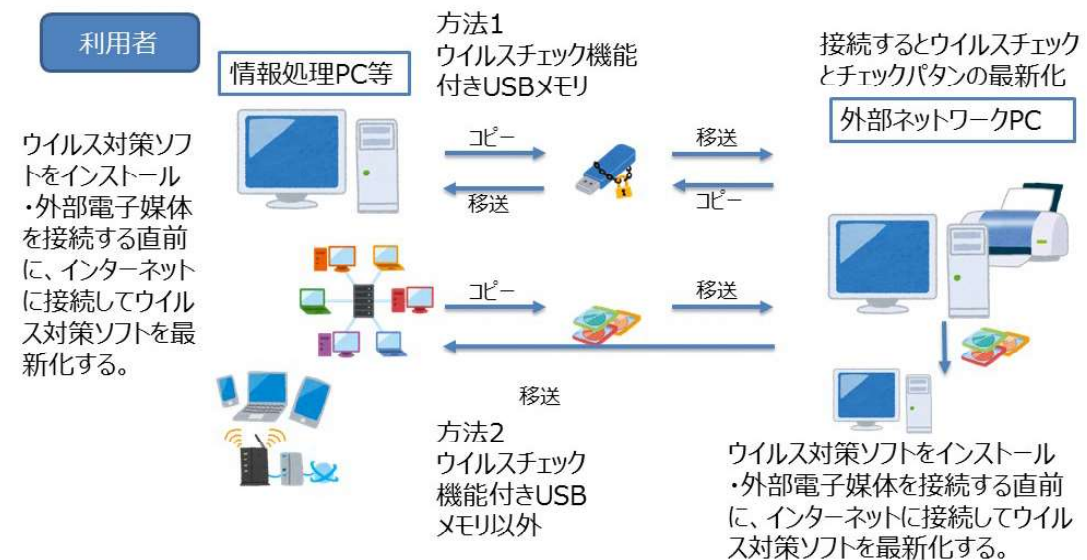 利用者
情報処理PC等
ウイルス対策ソフ
トをインストール
・外部電子媒体
を接続する直前
に、インターネット
に接続してウイル
ス対策ソフトを最
新化する。
方法1
ウイルスチェック機能
付きUSBメモリ
コピー
移送
移送
コピー
接続するとウイルスチェック
とチェックパタンの最新化
外部ネットワークPC
コピー
移送
移送
方法2
ウイルスチェック
機能付きUSB
メモリ以外
ウイルス対策ソフトをインストール
・外部電子媒体を接続する直前
に、インターネットに接続してウイル
ス対策ソフトを最新化する。